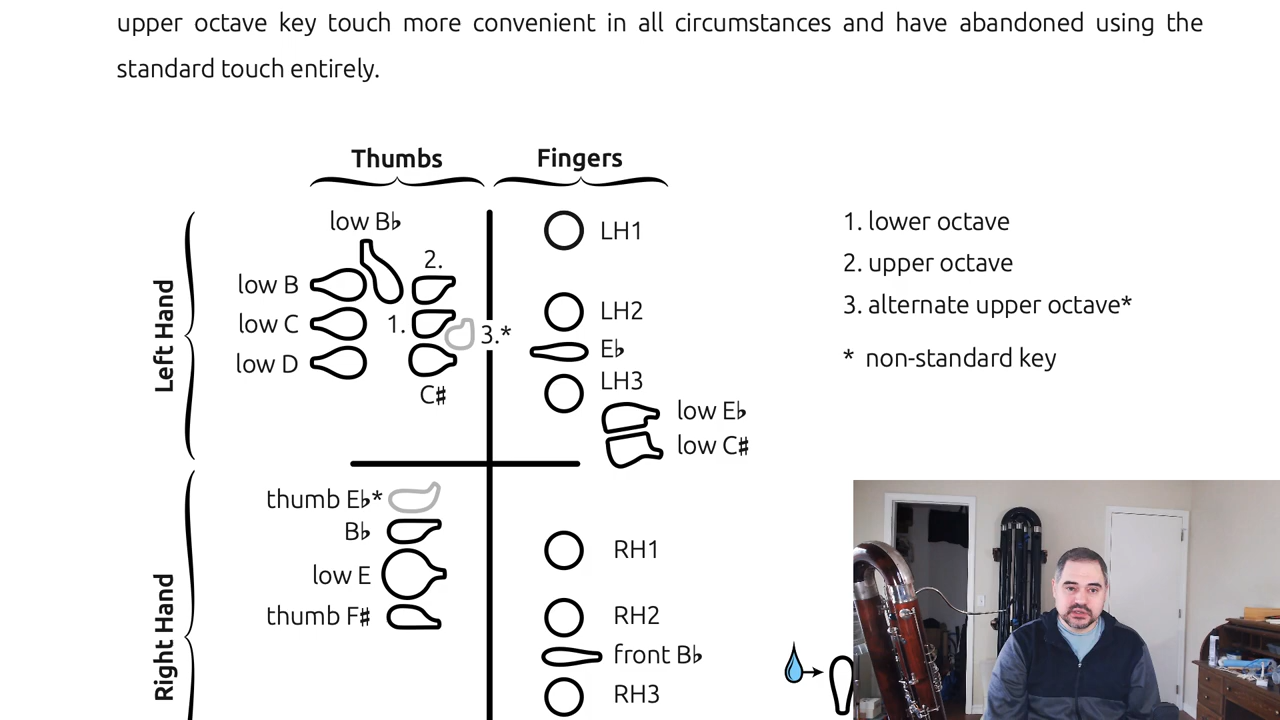 upper octave key touch more convenient in all circumstances and have abandoned using the
standard touch entirely.
Thumbs
Fingers
Left Hand
low B♭
low B
low C
low D
2.
1.
3.*
C♯
LH1
LH2
E♭
LH3
low E♭
low C♯
1. lower octave
2. upper octave
3. alternate upper octave*
* non-standard key
Right Hand
thumb E♭*
B♭
low E
thumb F♯
RH1
RH2
front B♭
RH3